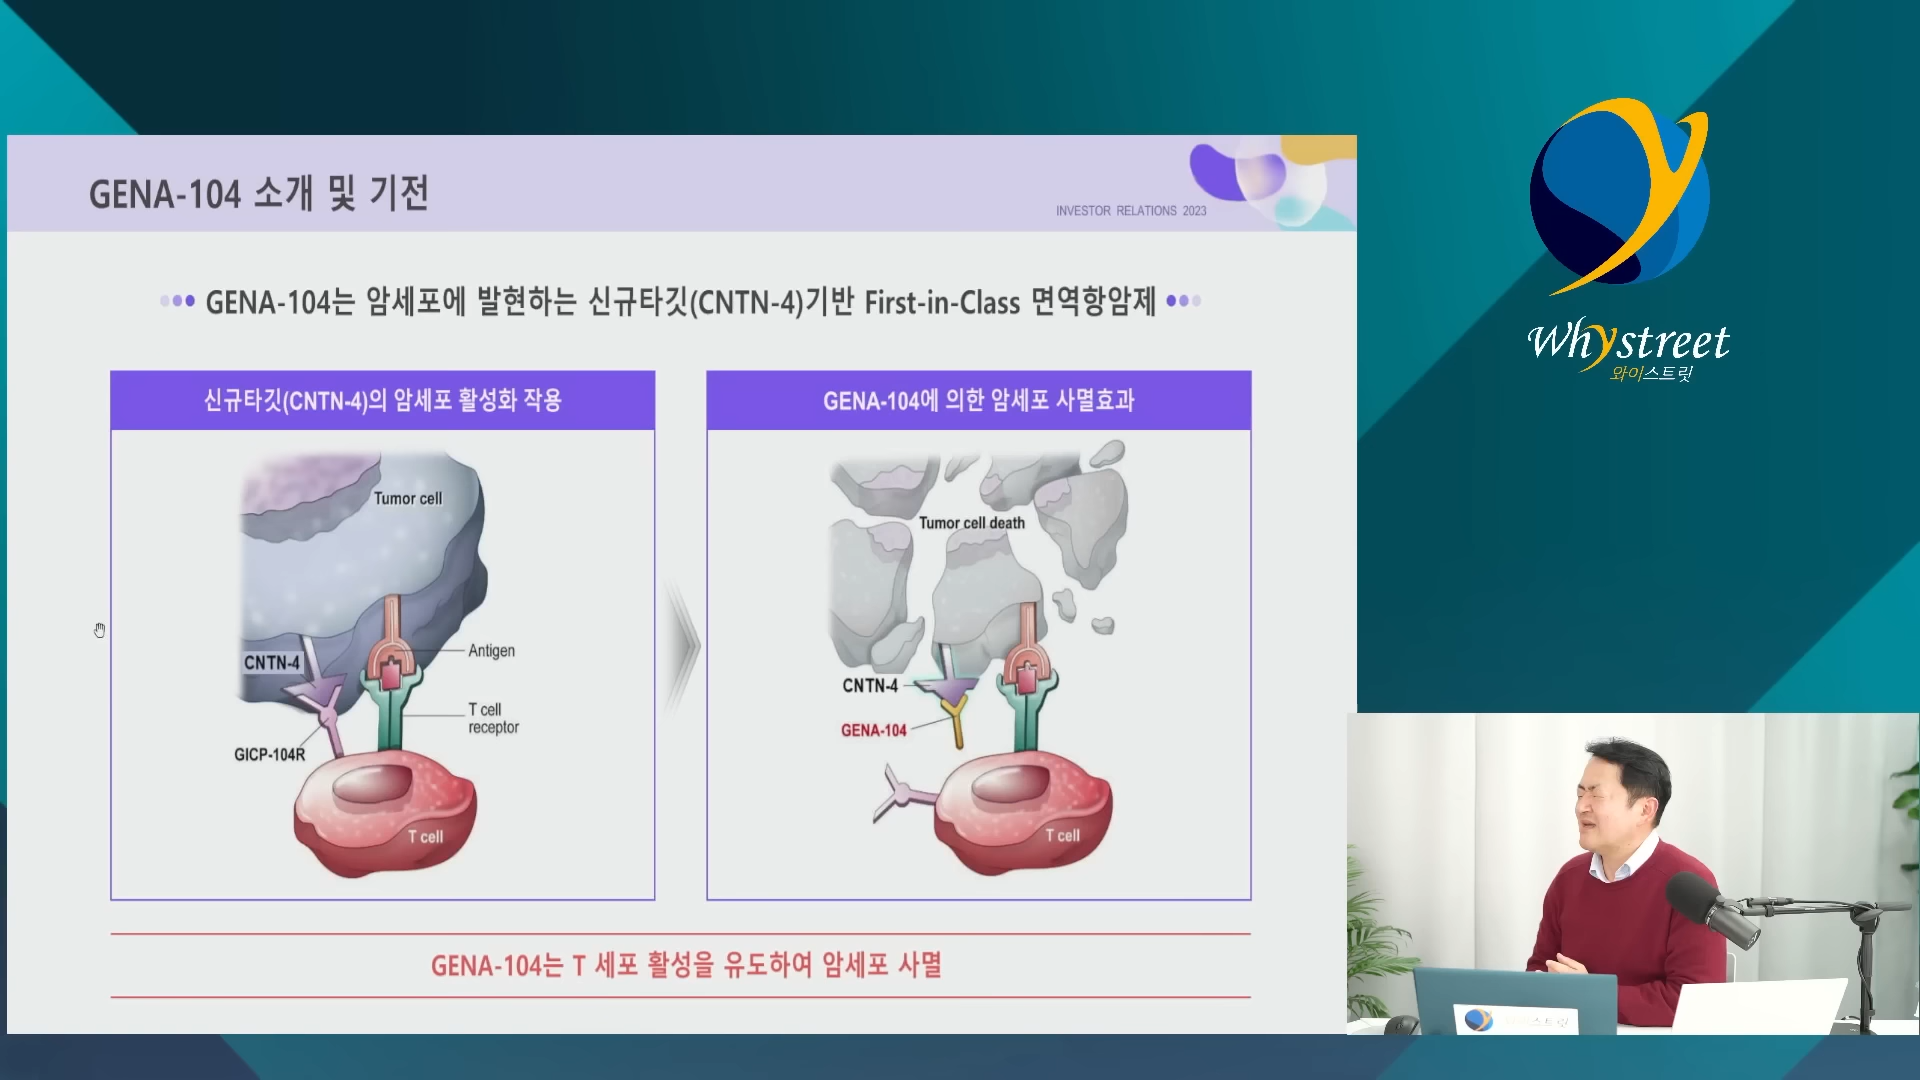 GENA-104 소개 및 기전
INVESTOR RELATIONS 2023
GENA-104는 암세포에 발현하는 신규타깃(CNTN-4)기반 First-in-Class 면역항암제
신규타깃(CNTN-4)의 암세포 활성화 작용
Tumor cell
CNTN-4
Antigen
T cell
receptor
GICP-104R
T cell
GENA-104에 의한 암세포 사멸효과
Tumor cell death
CNTN-4
GENA-104
T cell
GENA-104는 T 세포 활성을 유도하여 암세포 사멸
Whystreet
와이스트릿
스트릿